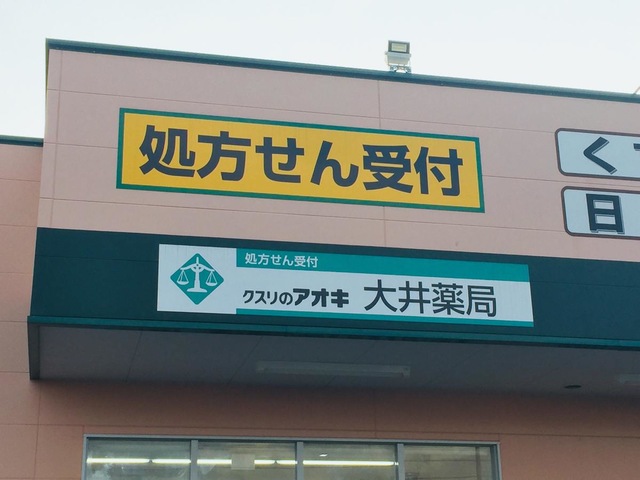 処方せん受付
く
日
処方せん受付
クスリのアオキ 大井薬局